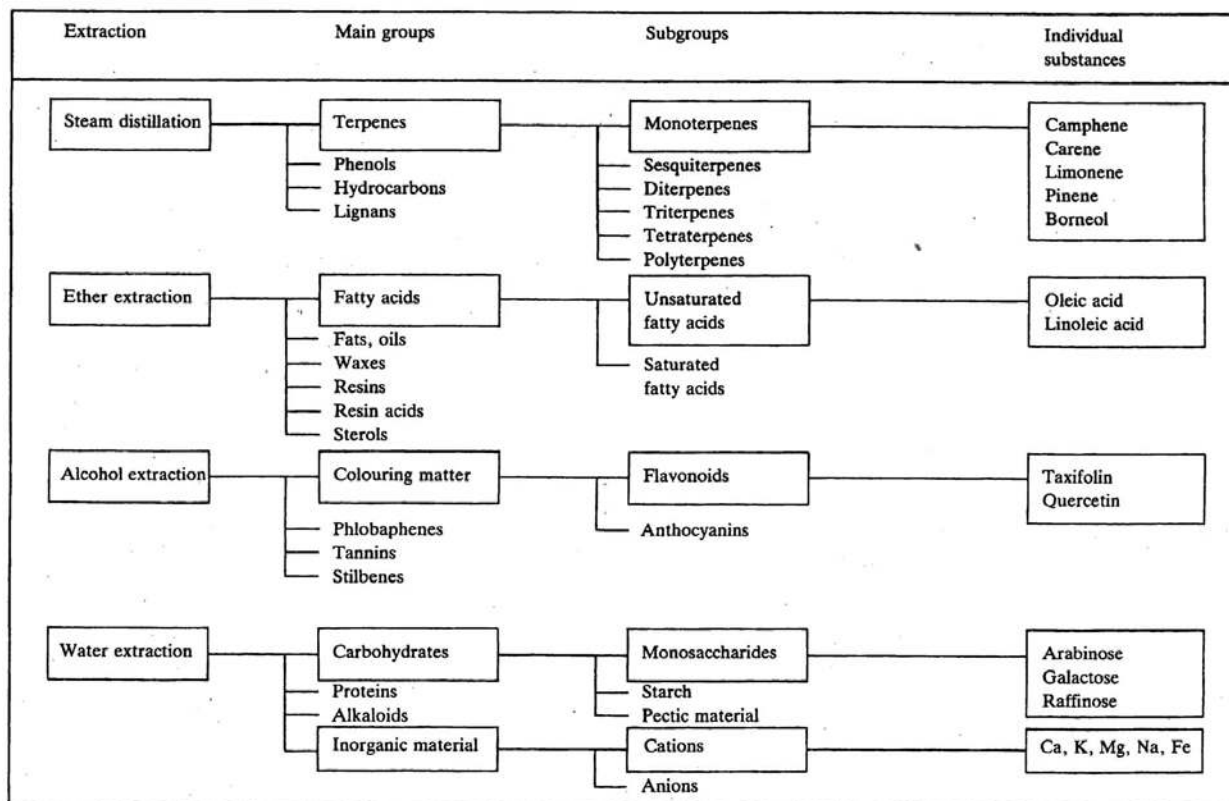 Extraction
Main groups
Subgroups
Individual
substances
Steam distillation
Terpenes
Phenols
Hydrocarbons
Lignans
Monoterpenes
Sesquiterpenes
Diterpenes
Triterpenes
Tetraterpenes
Polyterpenes
Camphene
Carene
Limonene
Pinene
Borneol
Ether extraction
Fatty acids
Fats, oils
Waxes
Resins
Resin acids
Sterols
Unsaturated
fatty acids
Saturated
fatty acids
Oleic acid
Linoleic acid
Alcohol extraction
Colouring matter
Phlobaphenes
Tannins
Stilbenes
Flavonoids
Anthocyanins
Taxifolin
Quercetin
Water extraction
Carbohydrates
Proteins
Alkaloids
Inorganic material
Monosaccharides
Starch
Pectic material
Cations
Anions
Arabinose
Galactose
Raffinose
Ca, K, Mg, Na, Fe